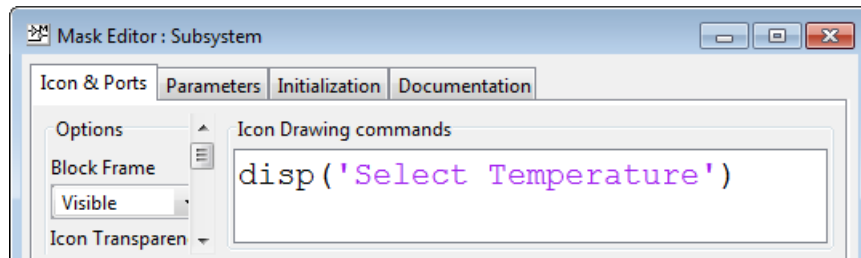 Mask Editor : Subsystem
Icon & Ports Parameters Initialization Documentation
Options
Icon Drawing commands
Block Frame
disp('Select Temperature')
Visible
Icon Transparen